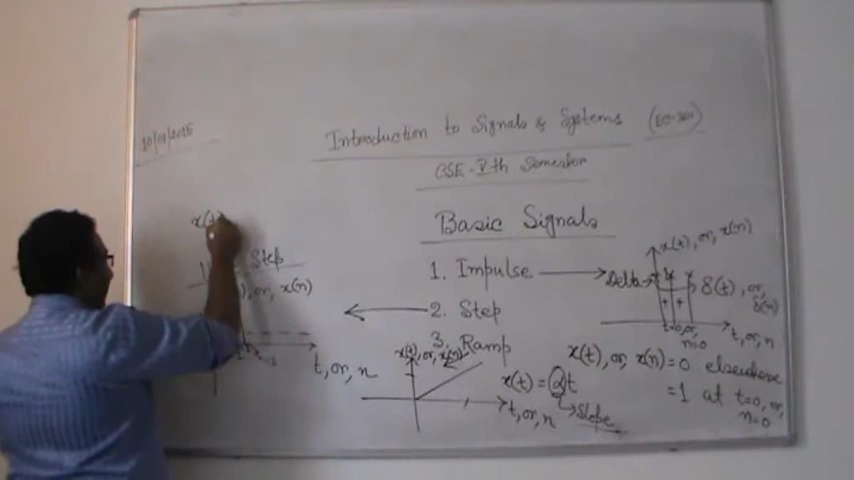 Introduction to Signals & Systems
CSE - Vth Semester
Basic Signals
1. Impulse
2. Step
3. Ramp
x(t)
Step
, or, x(n)
t, or, n
x(t), or, x(n)
t, or, n
x(t) = αt
Slope
x(t), or, x(n)
Delta
δ(t), or, δ(n)
t=0, or, n=0
t, or, n
x(t), or, x(n) = 0 elsewhere
= 1 at t=0, or, n=0